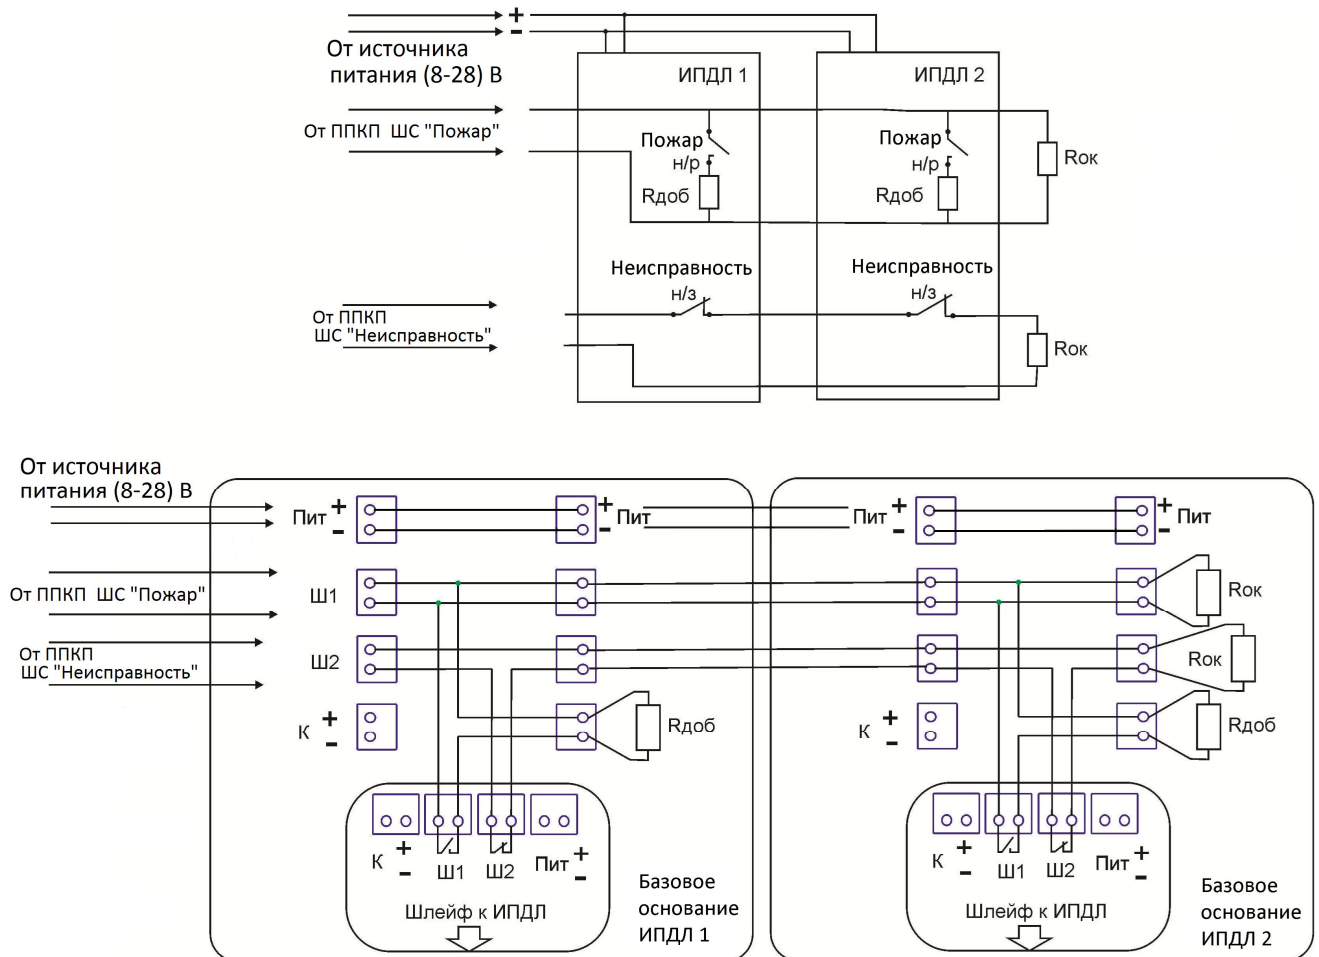 +
-
От источника
питания (8-28) В
ИПДЛ 1
ИПДЛ 2
От ППКП ШС "Пожар"
Пожар
н/р
Rдоб
Пожар
н/р
Rдоб
Rок
Неисправность
н/з
Неисправность
н/з
От ППКП
ШС "Неисправность"
Rок
От источника
питания (8-28) В
Пит
+
-
+
-
Пит
Пит
+
-
+
-
Пит
От ППКП ШС "Пожар"
Ш1
Rок
От ППКП
ШС "Неисправность"
Ш2
Rок
К
+
-
Rдоб
К
+
-
Rдоб
К
+
-
Ш1
Ш2
Пит
+
-
Шлейф к ИПДЛ
Базовое
основание
ИПДЛ 1
К
+
-
Ш1
Ш2
Пит
+
-
Шлейф к ИПДЛ
Базовое
основание
ИПДЛ 2